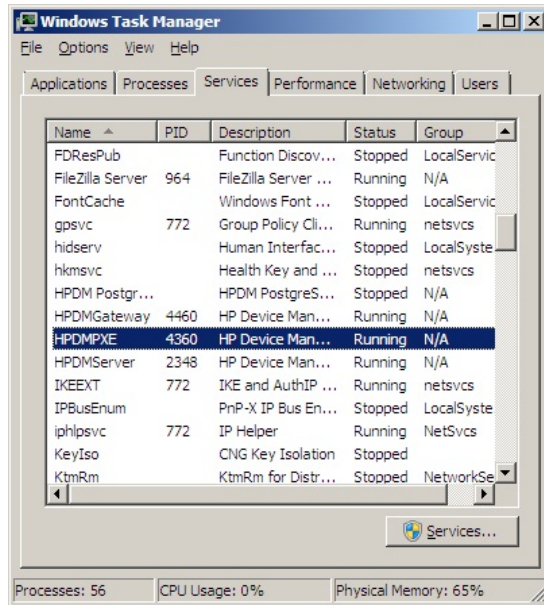 Windows Task Manager
File Options View Help
Applications Processes Services Performance Networking Users
Name PID Description Status Group
FDResPub Function Discov... Stopped LocalServic
FileZilla Server 964 FileZilla Server ... Running N/A
FontCache Windows Font ... Stopped LocalServic
gpsvc 772 Group Policy Cli... Running netsvcs
hidserv Human Interfac... Stopped LocalSyste
hkmsvc Health Key and ... Stopped netsvcs
HPDM Postgr... HPDM PostgreS... Stopped N/A
HPDMGateway 4460 HP Device Man... Running N/A
HPDMPXE 4360 HP Device Man... Running N/A
HPDMServer 2348 HP Device Man... Running N/A
IKEEXT 772 IKE and AuthIP ... Running netsvcs
IPBusEnum PnP-X IP Bus En... Stopped LocalSyste
iphlpsvc 772 IP Helper Running NetSvcs
KeyIso CNG Key Isolation Stopped
KtmRm KtmRm for Distr... Stopped NetworkSe
Services...
Processes: 56 CPU Usage: 0% Physical Memory: 65%